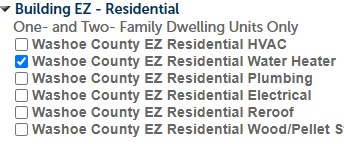 Building EZ - Residential
One- and Two- Family Dwelling Units Only
Washoe County EZ Residential HVAC
Washoe County EZ Residential Water Heater
Washoe County EZ Residential Plumbing
Washoe County EZ Residential Electrical
Washoe County EZ Residential Reroof
Washoe County EZ Residential Wood/Pellet S